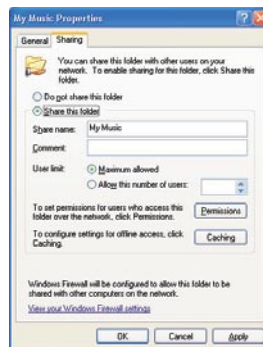 My Music Properties
General
Sharing
You can share this folder with other users on your
network. To enable sharing for this folder, click Share this
folder.
Do not share this folder
Share this folder
Share name:
My Music
Comment:
User limit:
Maximum allowed
Allow this number of users:
To set permissions for users who access this
folder over the network, click Permissions.
Permissions
To configure settings for offline access, click
Caching.
Caching
Windows Firewall will be configured to allow this folder to be
shared with other computers on the network.
View your Windows Firewall settings
OK
Cancel
Apply